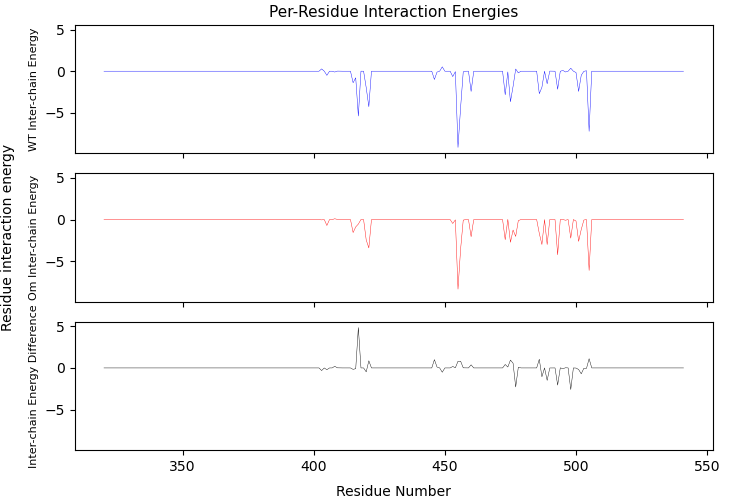 Per-Residue Interaction Energies
Residue interaction energy
WT Inter-chain Energy
5
0
−5
Om Inter-chain Energy
5
0
−5
Inter-chain Energy Difference
5
0
−5
350
400
450
500
550
Residue Number